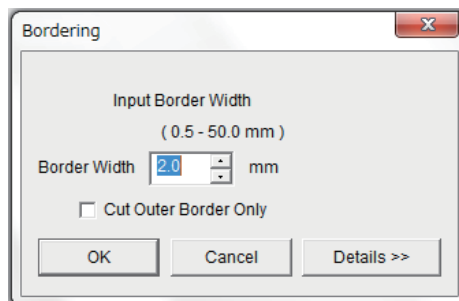 Bordering
Input Border Width
( 0.5 - 50.0 mm )
Border Width 2.0 mm
Cut Outer Border Only
OK Cancel Details >>